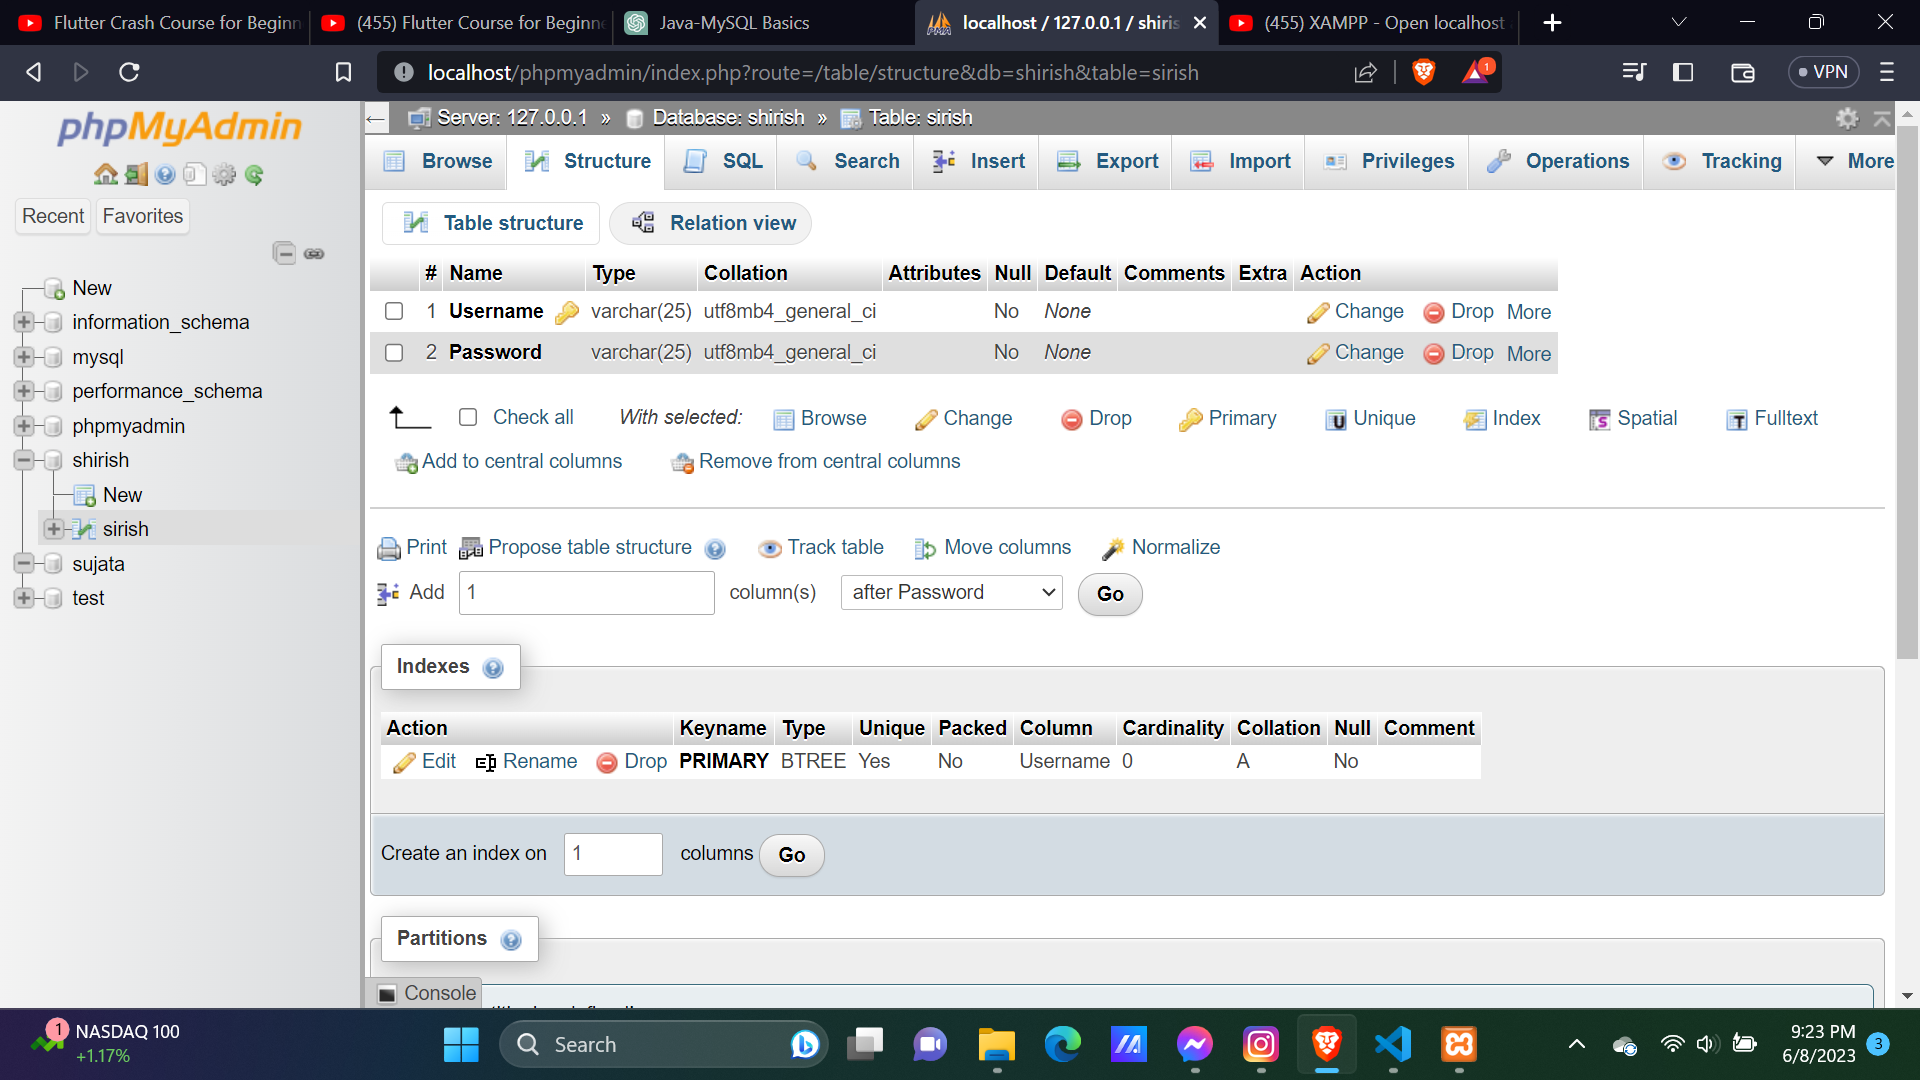 Flutter Crash Course for Beginn
(455) Flutter Course for Beginne
Java-MySQL Basics
localhost / 127.0.0.1 / shiris
(455) XAMPP - Open localhost
localhost/phpmyadmin/index.php?route=/table/structure&db=shirish&table=sirish
1
VPN
phpMyAdmin
Recent
Favorites
New
information_schema
mysql
performance_schema
phpmyadmin
shirish
New
sirish
sujata
test
Server: 127.0.0.1 » Database: shirish » Table: sirish
Browse Structure SQL Search Insert Export Import Privileges Operations Tracking More
Table structure Relation view
# Name Type Collation Attributes Null Default Comments Extra Action
1 Username varchar(25) utf8mb4_general_ci No None Change Drop More
2 Password varchar(25) utf8mb4_general_ci No None Change Drop More
Check all With selected: Browse Change Drop Primary Unique Index Spatial Fulltext
Add to central columns Remove from central columns
Print Propose table structure Track table Move columns Normalize
Add 1 column(s) after Password Go
Indexes
Action Keyname Type Unique Packed Column Cardinality Collation Null Comment
Edit Rename Drop PRIMARY BTREE Yes No Username 0 A No
Create an index on 1 columns Go
Partitions
Console
1
NASDAQ 100
+1.17%
Search
9:23 PM
6/8/2023
3